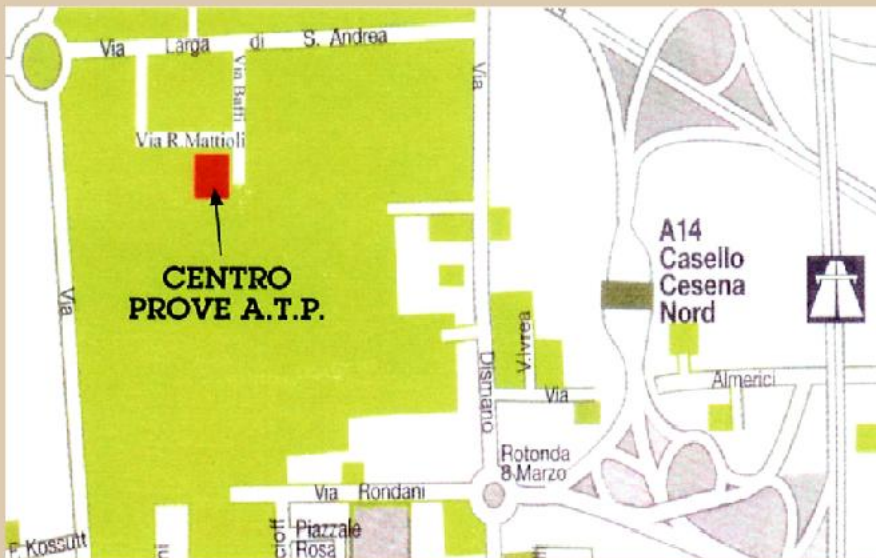 Via Larga di S. Andrea
Via Batti
Via R. Mattioli
CENTRO
PROVE A.T.P.
Via
Via
Dismano
A14
Casello
Cesena
Nord
V.Ivrea
Via
Almerici
Rotonda
8 Marzo
Via Rondani
Piazzale
Rosa
F. Kossutt